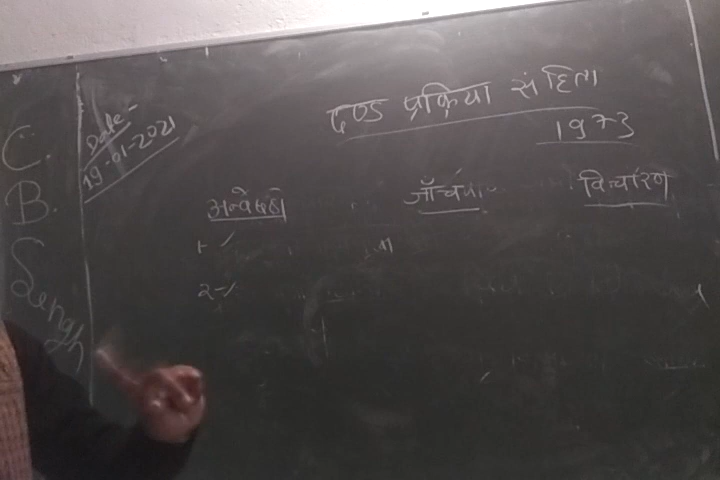 C.
B.
Singh
Date:-
19-01-2021
दण्ड प्रक्रिया संहिता
1973
अन्वेषण
जाँच
विचारण
1-
2-